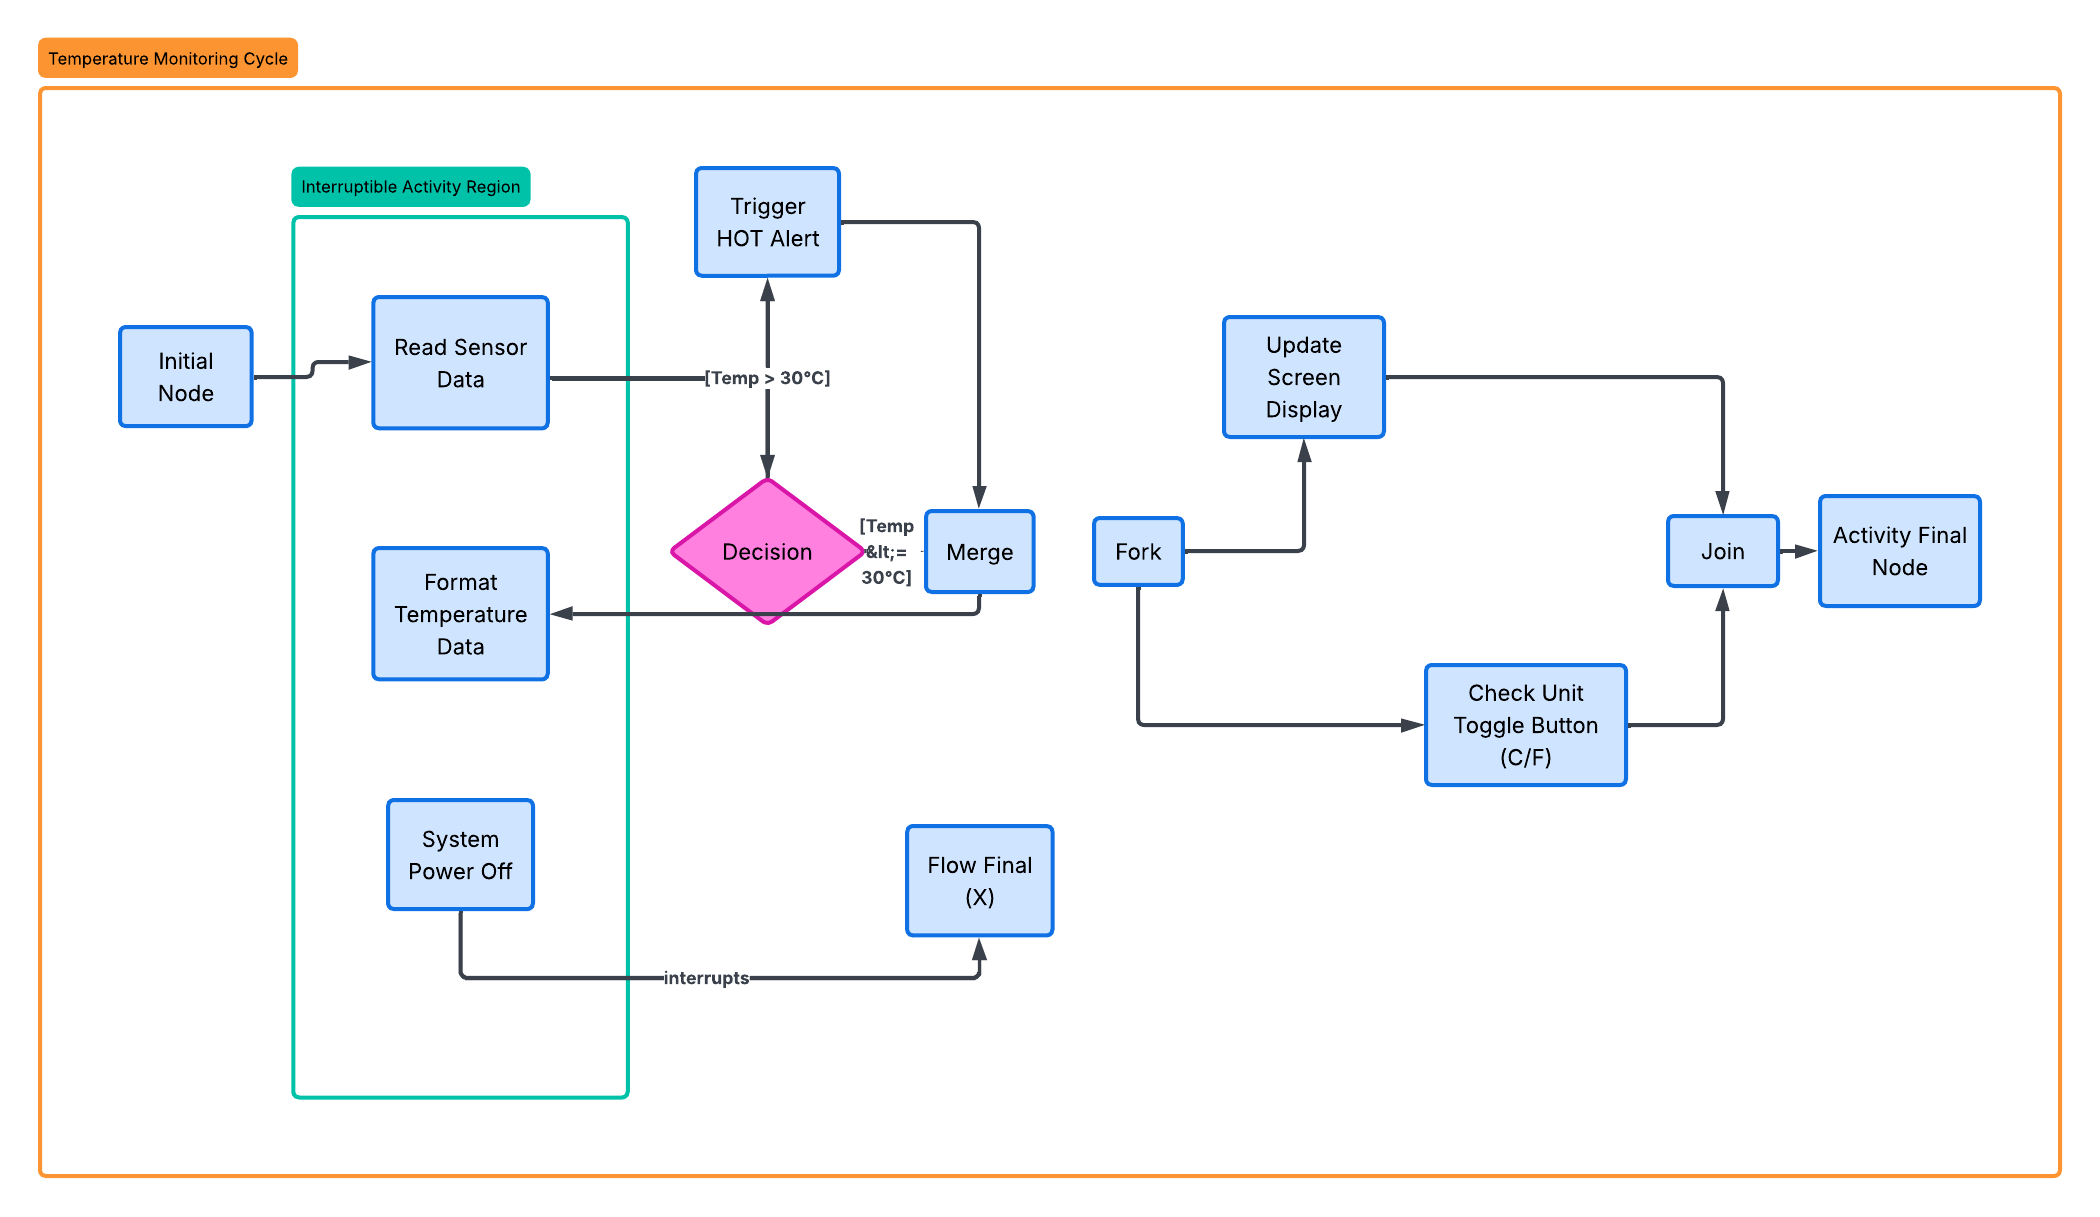 Temperature Monitoring Cycle
Interruptible Activity Region
Trigger
HOT Alert
Initial
Node
Read Sensor
Data
[Temp > 30°C]
Update
Screen
Display
Decision
[Temp
&lt;=
30°C]
Merge
Fork
Join
Activity Final
Node
Format
Temperature
Data
Check Unit
Toggle Button
(C/F)
System
Power Off
Flow Final
(X)
interrupts